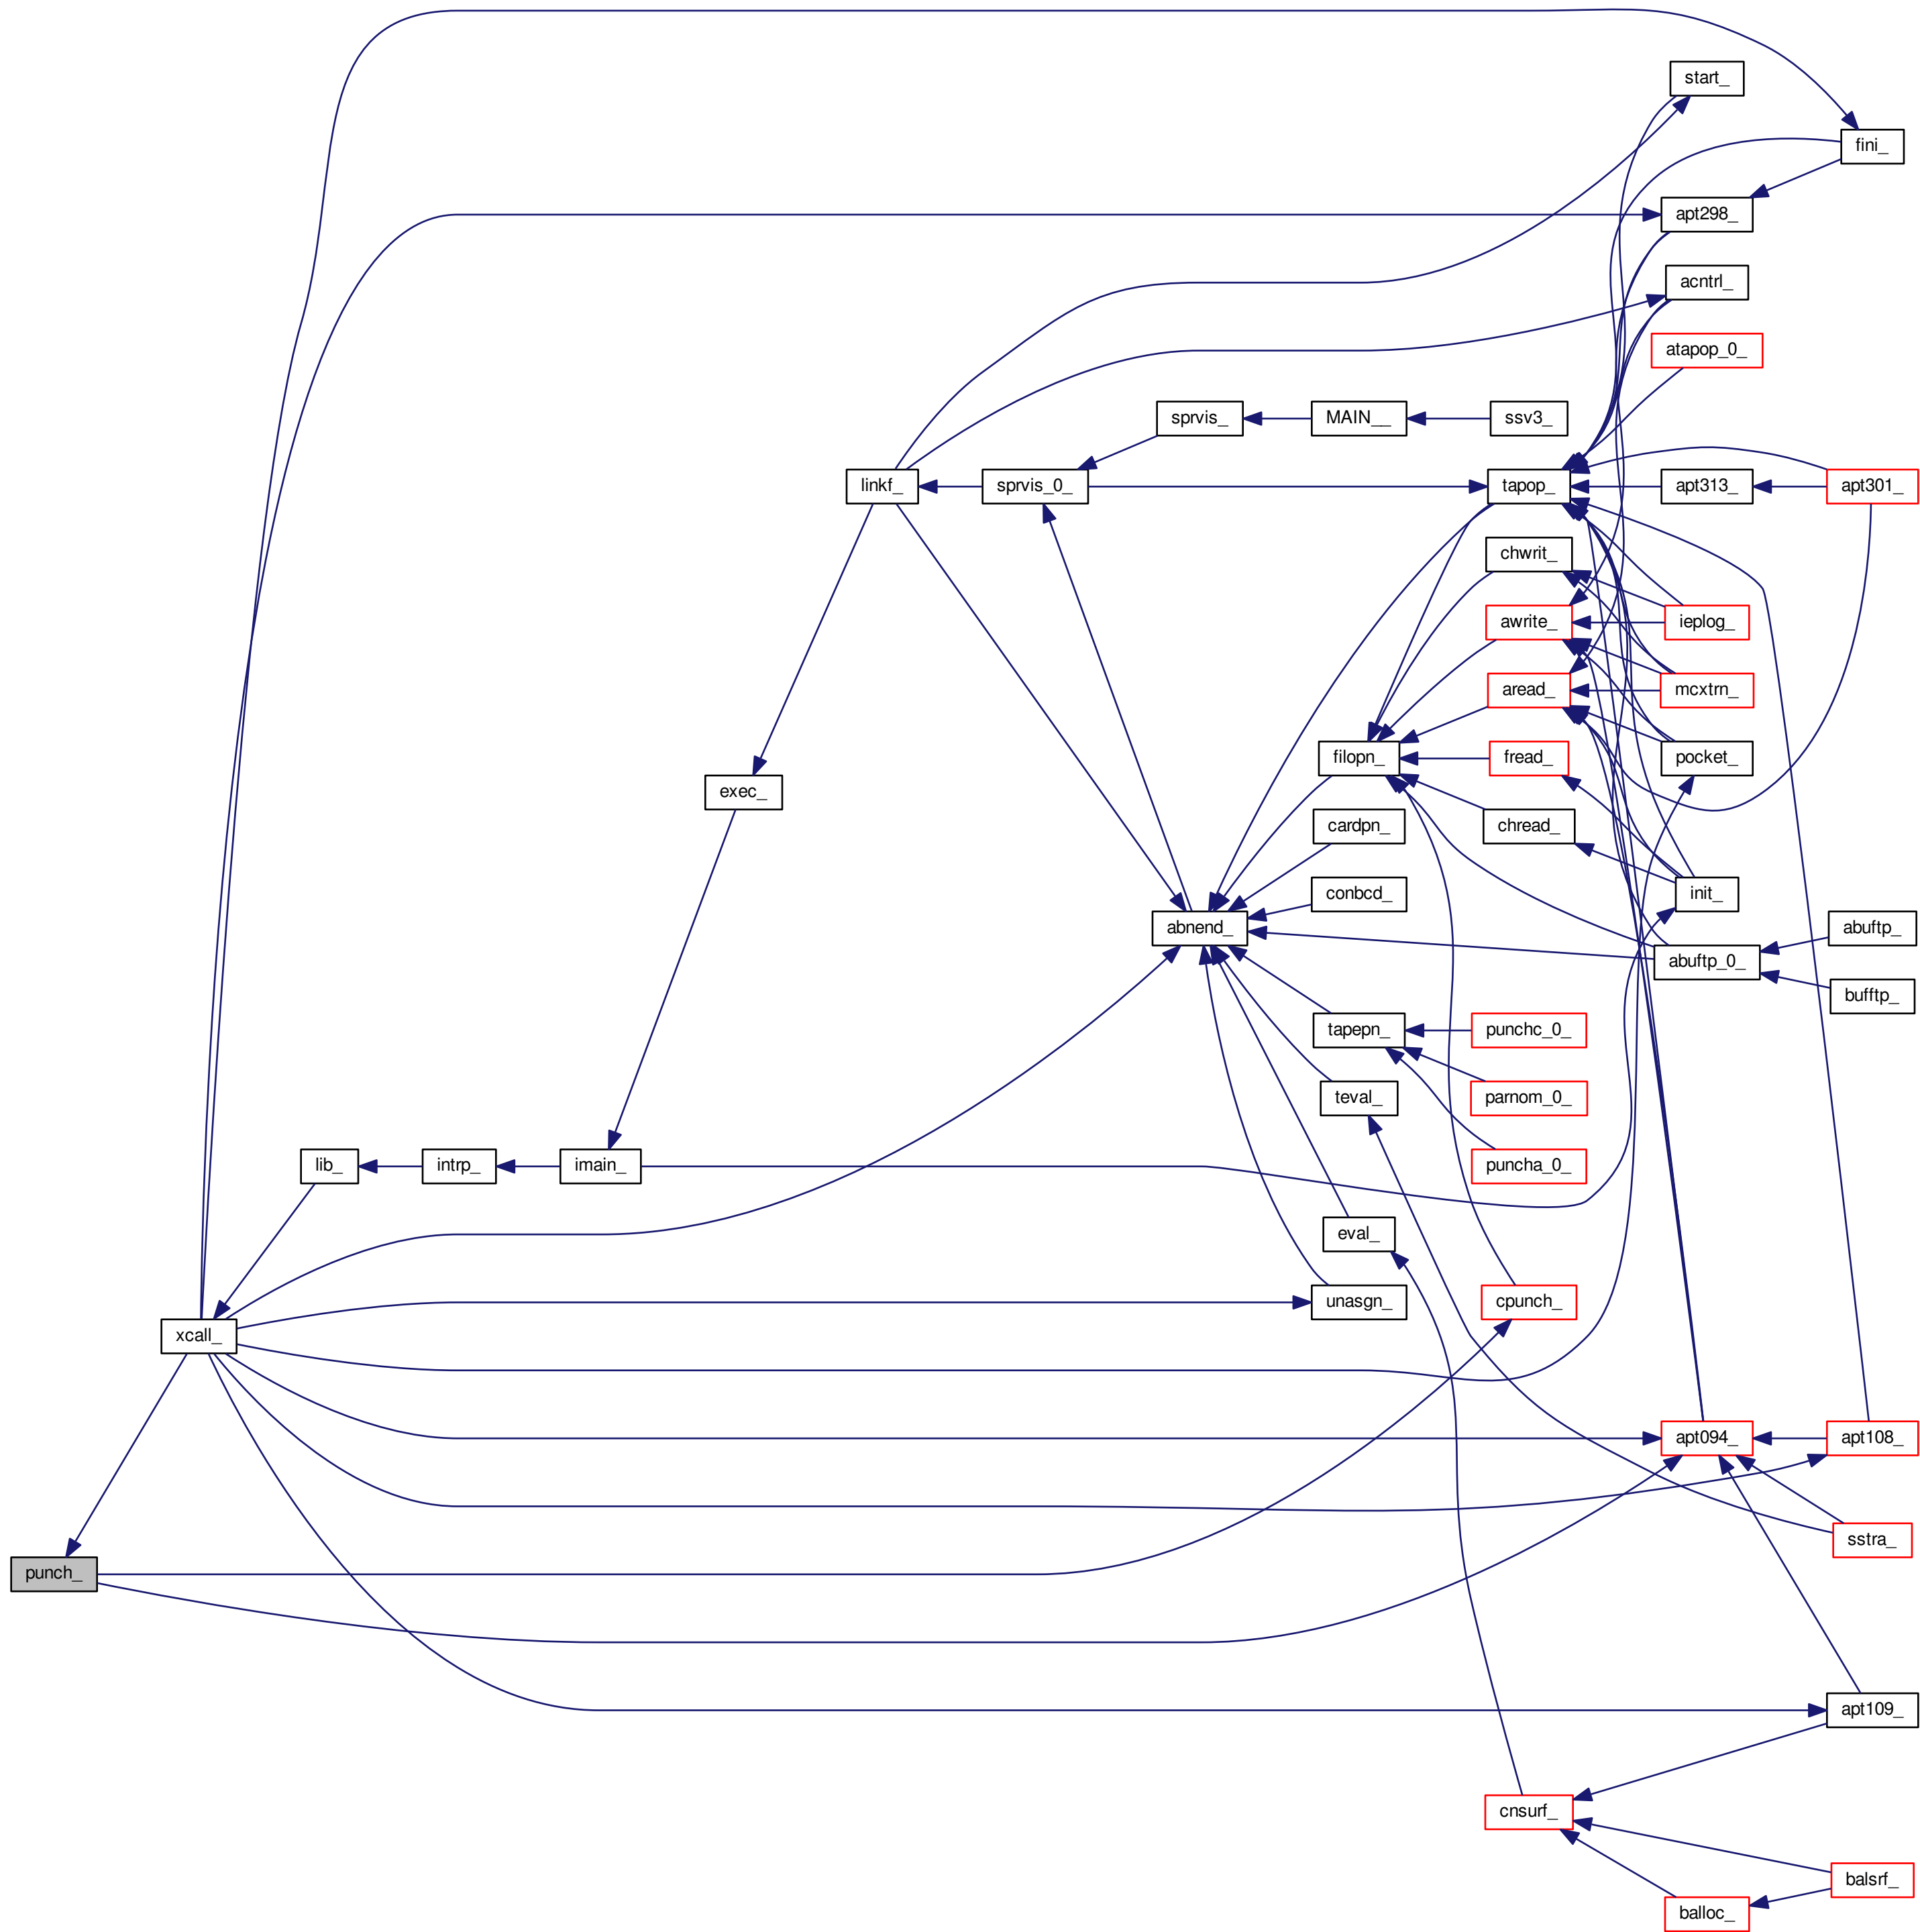 start_
fini_
apt298_
acntrl_
atapop_0_
sprvis_
MAIN__
ssv3_
linkf_
sprvis_0_
tapop_
apt313_
apt301_
chwrit_
awrite_
ieplog_
aread_
mcxtrn_
filopn_
fread_
pocket_
exec_
cardpn_
chread_
conbcd_
init_
abnend_
abuftp_
abuftp_0_
bufftp_
tapepn_
punchc_0_
teval_
parnom_0_
lib_
intrp_
imain_
puncha_0_
eval_
unasgn_
cpunch_
xcall_
apt094_
apt108_
sstra_
punch_
apt109_
cnsurf_
balsrf_
balloc_